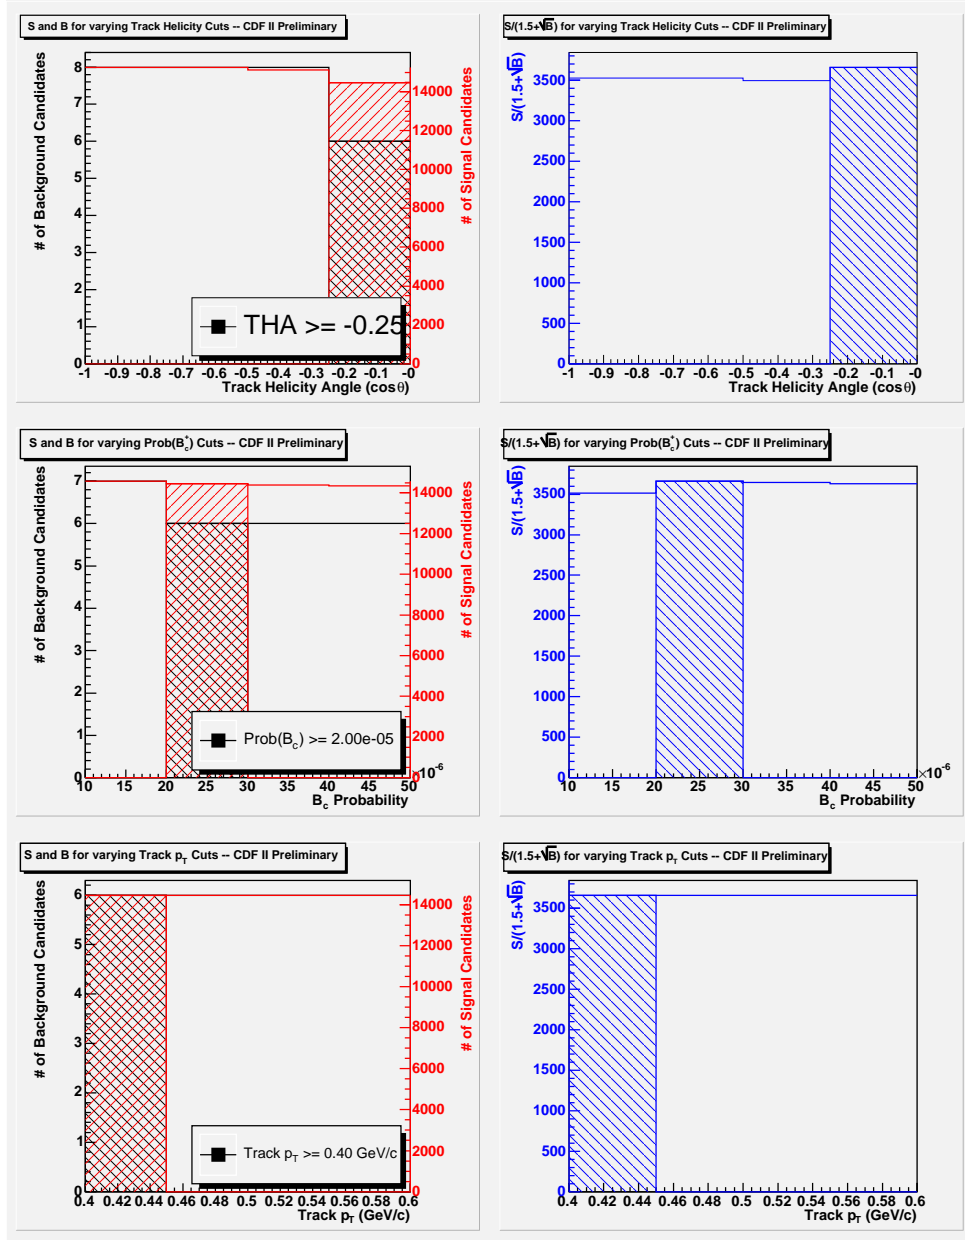 S and B for varying Track Helicity Cuts -- CDF II Preliminary
# of Background Candidates
8
7
6
5
4
3
2
1
0
14000
12000
10000
8000
6000
4000
2000
0
# of Signal Candidates
THA >= -0.25
-1 -0.9 -0.8 -0.7 -0.6 -0.5 -0.4 -0.3 -0.2 -0.1 -0
Track Helicity Angle (cosθ)
S/(1.5+√B) for varying Track Helicity Cuts -- CDF II Preliminary
S/(1.5+√B)
3500
3000
2500
2000
1500
1000
500
0
-1 -0.9 -0.8 -0.7 -0.6 -0.5 -0.4 -0.3 -0.2 -0.1 -0
Track Helicity Angle (cosθ)
S and B for varying Prob(B_c^+) Cuts -- CDF II Preliminary
# of Background Candidates
7
6
5
4
3
2
1
0
14000
12000
10000
8000
6000
4000
2000
0
# of Signal Candidates
Prob(B_c) >= 2.00e-05
×10^-6
10 15 20 25 30 35 40 45 50
B_c Probability
S/(1.5+√B) for varying Prob(B_c^+) Cuts -- CDF II Preliminary
S/(1.5+√B)
3500
3000
2500
2000
1500
1000
500
0
×10^-6
10 15 20 25 30 35 40 45 50
B_c Probability
S and B for varying Track p_T Cuts -- CDF II Preliminary
# of Background Candidates
6
5
4
3
2
1
0
14000
12000
10000
8000
6000
4000
2000
0
# of Signal Candidates
Track p_T >= 0.40 GeV/c
0.4 0.42 0.44 0.46 0.48 0.5 0.52 0.54 0.56 0.58 0.6
Track p_T (GeV/c)
S/(1.5+√B) for varying Track p_T Cuts -- CDF II Preliminary
S/(1.5+√B)
3500
3000
2500
2000
1500
1000
500
0
0.4 0.42 0.44 0.46 0.48 0.5 0.52 0.54 0.56 0.58 0.6
Track p_T (GeV/c)